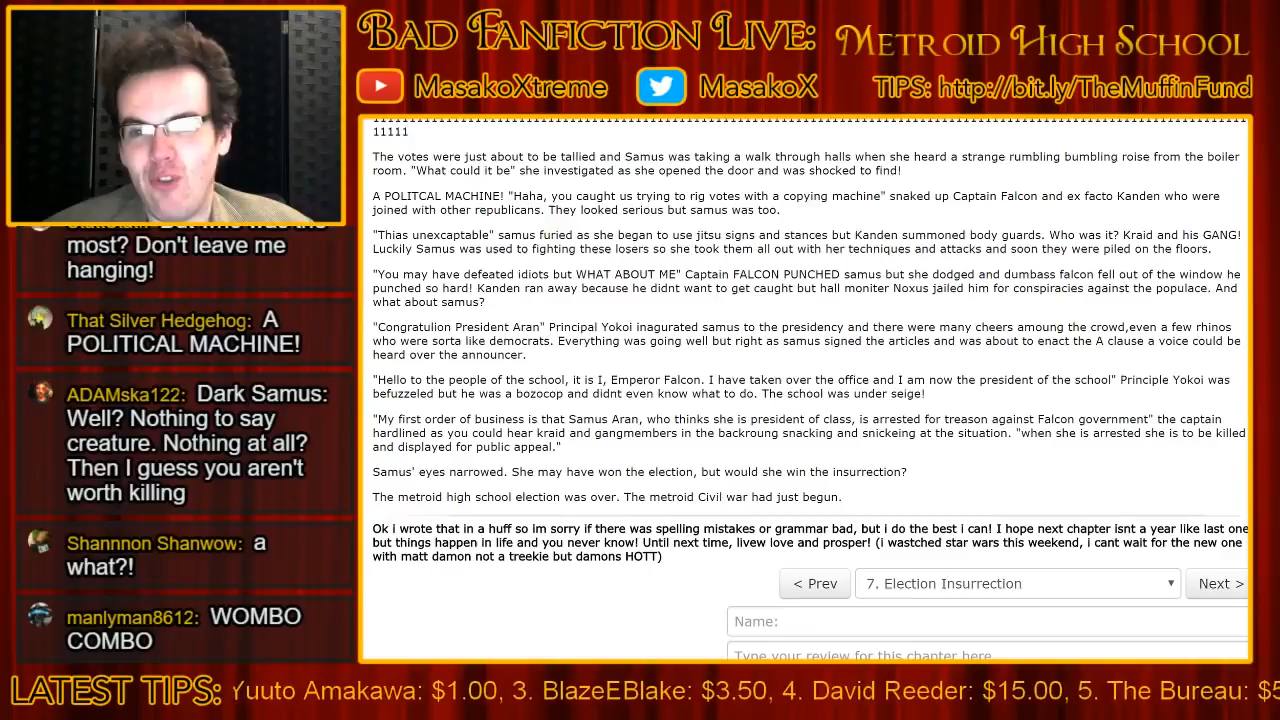 BAD FANFICTION LIVE: METROID HIGH SCHOOL
MasakoXtreme MasakoX TIPS: http://bit.ly/TheMuffinFund
most? Don't leave me
hanging!
That Silver Hedgehog: A
POLITICAL MACHINE!
ADAMska122: Dark Samus:
Well? Nothing to say
creature. Nothing at all?
Then I guess you aren't
worth killing
Shannnon Shanwow: a
what?!
manlyman8612: WOMBO
COMBO
11111
The votes were just about to be tallied and Samus was taking a walk through halls when she heard a strange rumbling bumbling roise from the boiler
room. "What could it be" she investigated as she opened the door and was shocked to find!
A POLITCAL MACHINE! "Haha, you caught us trying to rig votes with a copying machine" snaked up Captain Falcon and ex facto Kanden who were
joined with other republicans. They looked serious but samus was too.
"Thias unexcaptable" samus furied as she began to use jitsu signs and stances but Kanden summoned body guards. Who was it? Kraid and his GANG!
Luckily Samus was used to fighting these losers so she took them all out with her techniques and attacks and soon they were piled on the floors.
"You may have defeated idiots but WHAT ABOUT ME" Captain FALCON PUNCHED samus but she dodged and dumbass falcon fell out of the window he
punched so hard! Kanden ran away because he didnt want to get caught but hall moniter Noxus jailed him for conspiracies against the populace. And
what about samus?
"Congratulion President Aran" Principal Yokoi inagurated samus to the presidency and there were many cheers amoung the crowd,even a few rhinos
who were sorta like democrats. Everything was going well but right as samus signed the articles and was about to enact the A clause a voice could be
heard over the announcer.
"Hello to the people of the school, it is I, Emperor Falcon. I have taken over the office and I am now the president of the school" Principle Yokoi was
befuzzeled but he was a bozocop and didnt even know what to do. The school was under seige!
"My first order of business is that Samus Aran, who thinks she is president of class, is arrested for treason against Falcon government" the captain
hardlined as you could hear kraid and gangmembers in the backroung snacking and snickeing at the situation. "when she is arrested she is to be killed
and displayed for public appeal."
Samus' eyes narrowed. She may have won the election, but would she win the insurrection?
The metroid high school election was over. The metroid Civil war had just begun.
Ok i wrote that in a huff so im sorry if there was spelling mistakes or grammar bad, but i do the best i can! I hope next chapter isnt a year like last one
but things happen in life and you never know! Until next time, livew love and prosper! (i wastched star wars this weekend, i cant wait for the new one
with matt damon not a treekie but damons HOTT)
< Prev 7. Election Insurrection Next >
Name:
Type your review for this chapter here
LATEST TIPS: Yuuto Amakawa: $1.00, 3. BlazeEBlake: $3.50, 4. David Reeder: $15.00, 5. The Bureau: